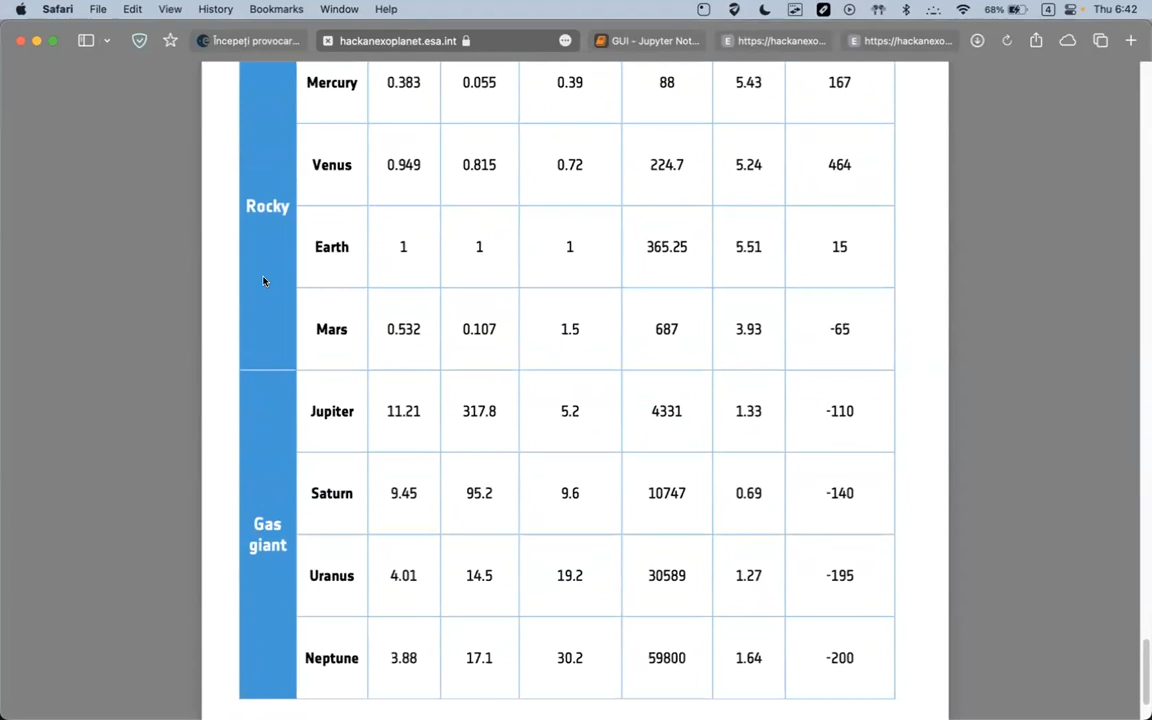 Safari File Edit View History Bookmarks Window Help 68% 4 Thu 6:42
Începeți provocar... hackanexoplanet.esa.int GUI – Jupyter Not... E https://hackanexo... E https://hackanexo...
Mercury 0.383 0.055 0.39 88 5.43 167
Venus 0.949 0.815 0.72 224.7 5.24 464
Rocky
Earth 1 1 1 365.25 5.51 15
Mars 0.532 0.107 1.5 687 3.93 -65
Jupiter 11.21 317.8 5.2 4331 1.33 -110
Saturn 9.45 95.2 9.6 10747 0.69 -140
Gas
giant
Uranus 4.01 14.5 19.2 30589 1.27 -195
Neptune 3.88 17.1 30.2 59800 1.64 -200